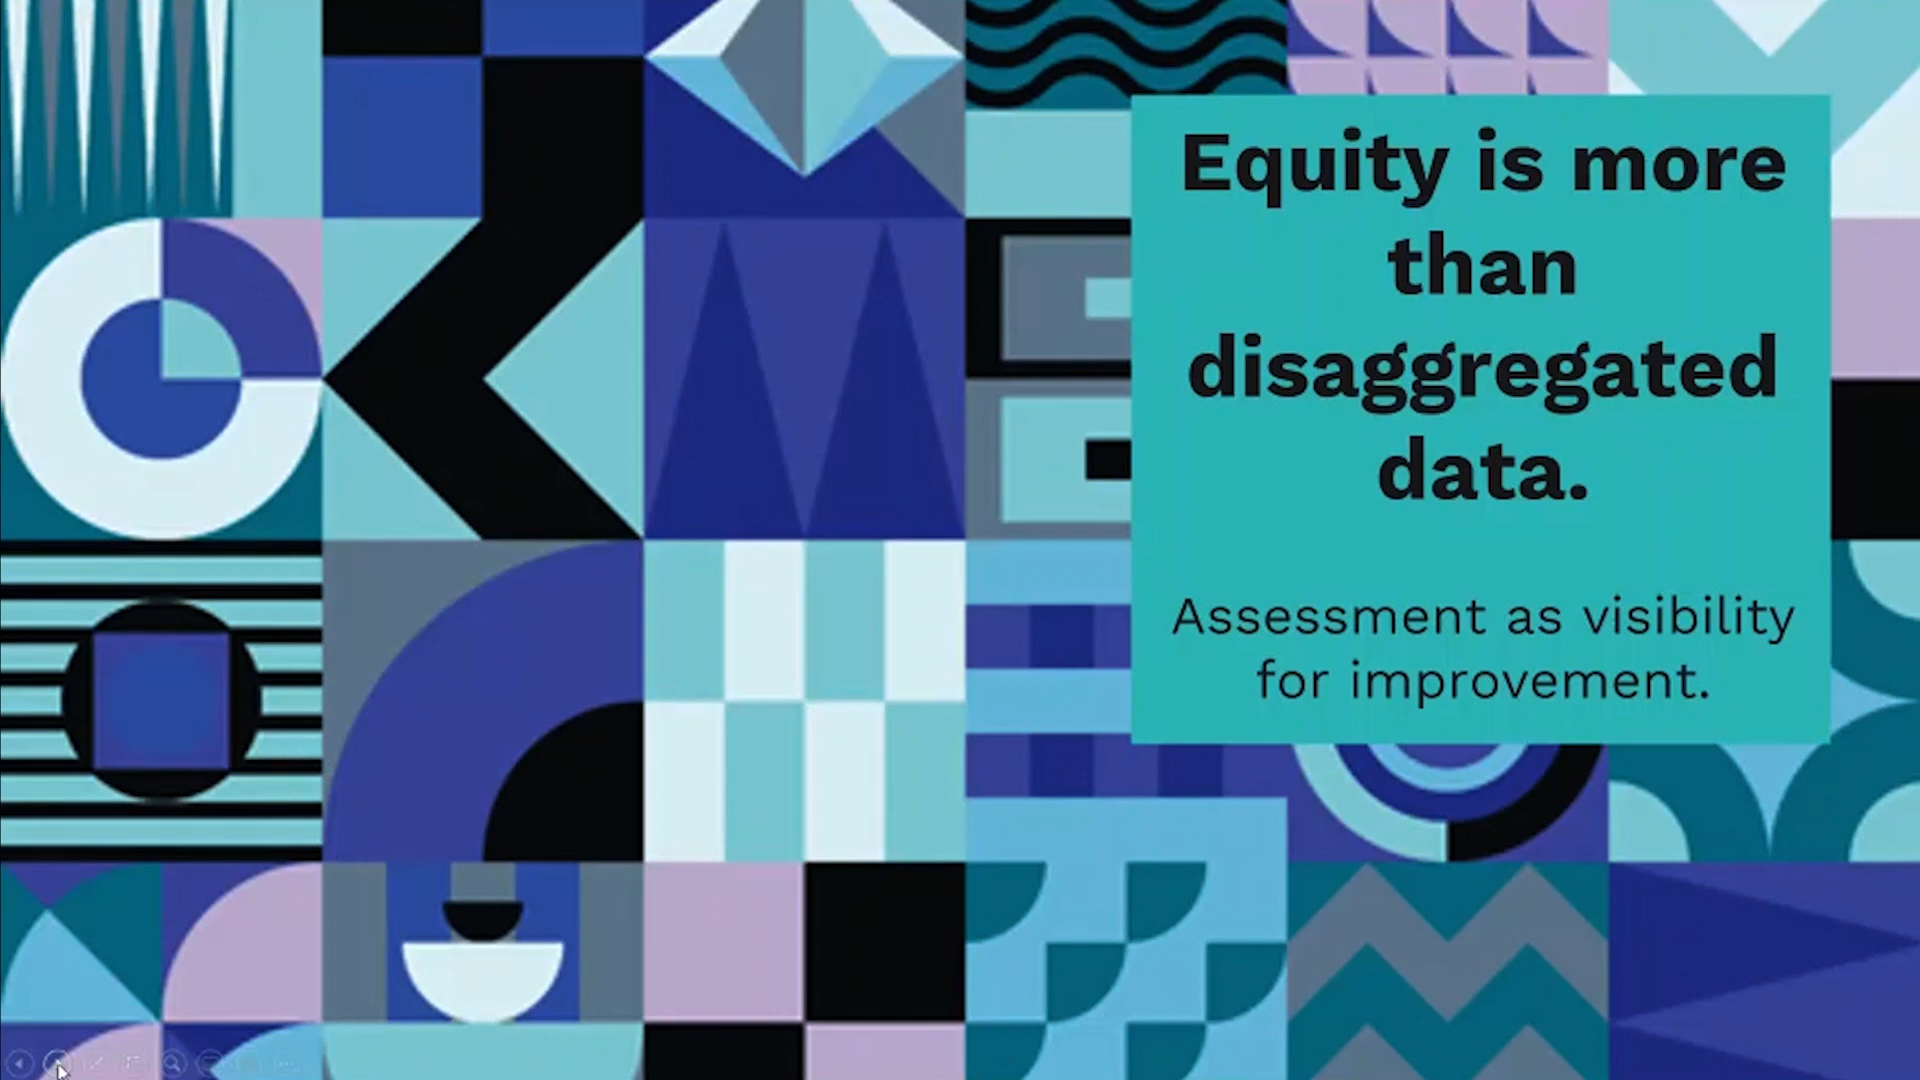 Equity is more
than
disaggregated
data.
Assessment as visibility
for improvement.